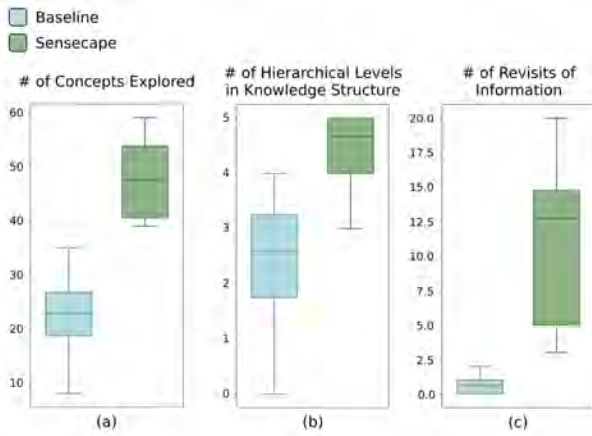 Baseline
Sensecape
# of Concepts Explored
60
50
40
30
20
10
(a)
# of Hierarchical Levels
in Knowledge Structure
5
4
3
2
1
0
(b)
# of Revisits of
Information
20.0
17.5
15.0
12.5
10.0
7.5
5.0
2.5
0.0
(c)